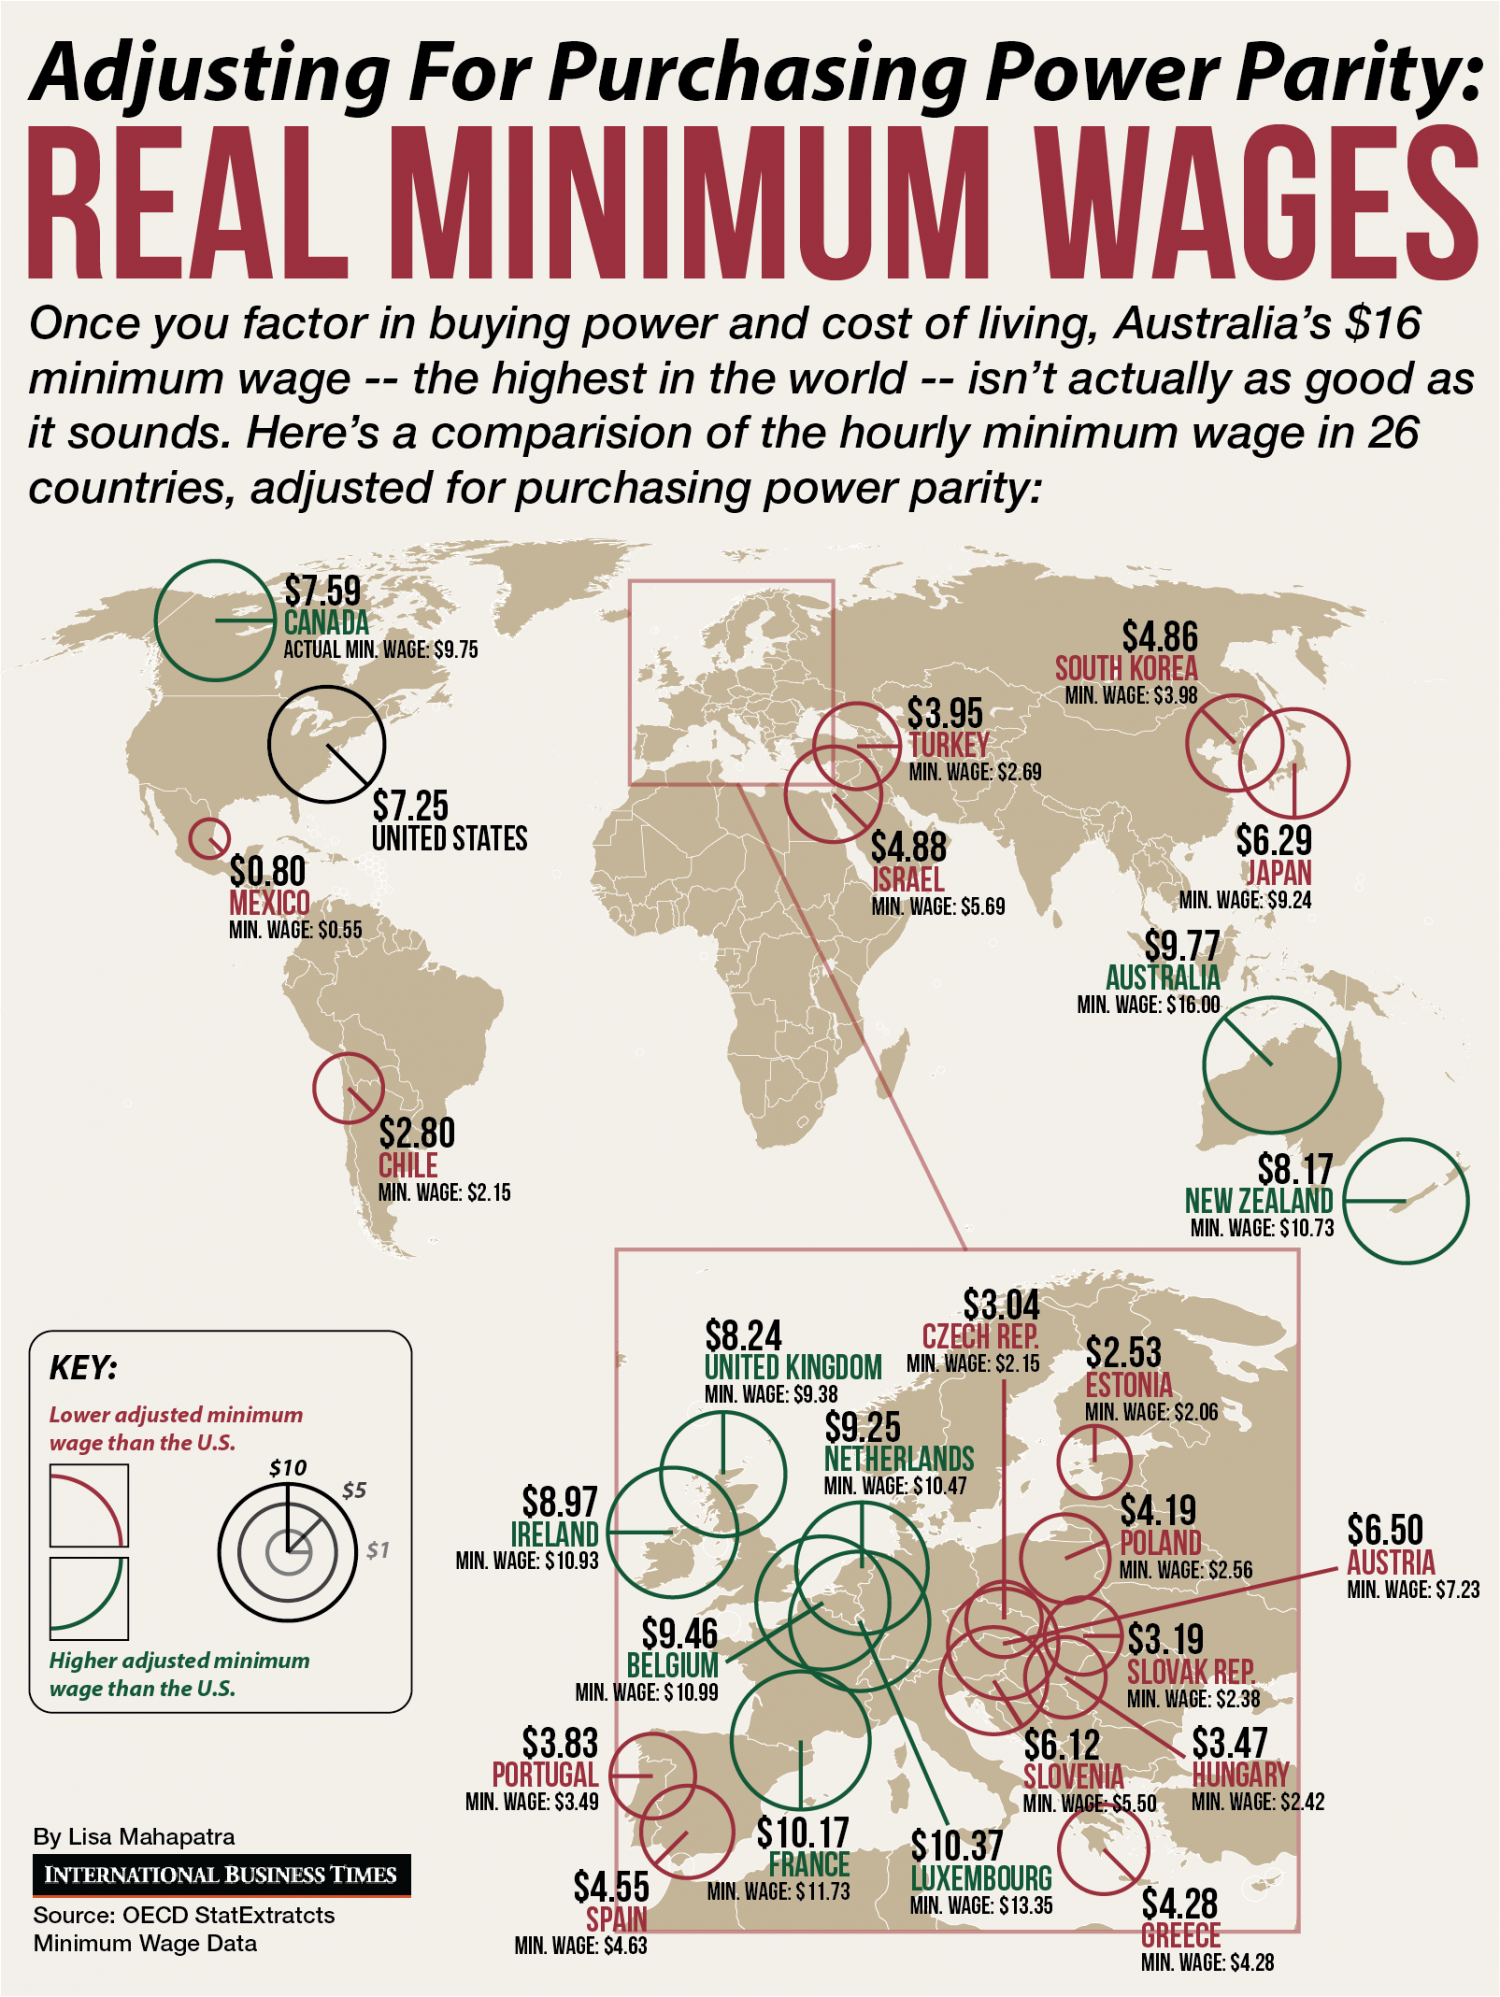 Adjusting For Purchasing Power Parity:
REAL MINIMUM WAGES
Once you factor in buying power and cost of living, Australia's $16
minimum wage -- the highest in the world -- isn't actually as good as
it sounds. Here's a comparision of the hourly minimum wage in 26
countries, adjusted for purchasing power parity:
$7.59
CANADA
ACTUAL MIN. WAGE: $9.75
$7.25
UNITED STATES
$0.80
MEXICO
MIN. WAGE: $0.55
$2.80
CHILE
MIN. WAGE: $2.15
$3.95
TURKEY
MIN. WAGE: $2.69
$4.88
ISRAEL
MIN. WAGE: $5.69
$4.86
SOUTH KOREA
MIN. WAGE: $3.98
$6.29
JAPAN
MIN. WAGE: $9.24
$9.77
AUSTRALIA
MIN. WAGE: $16.00
$8.17
NEW ZEALAND
MIN. WAGE: $10.73
$8.24
UNITED KINGDOM
MIN. WAGE: $9.38
$3.04
CZECH REP.
MIN. WAGE: $2.15
$2.53
ESTONIA
MIN. WAGE: $2.06
$9.25
NETHERLANDS
MIN. WAGE: $10.47
$8.97
IRELAND
MIN. WAGE: $10.93
$4.19
POLAND
MIN. WAGE: $2.56
$6.50
AUSTRIA
MIN. WAGE: $7.23
$9.46
BELGIUM
MIN. WAGE: $10.99
$3.19
SLOVAK REP.
MIN. WAGE: $2.38
$3.83
PORTUGAL
MIN. WAGE: $3.49
$6.12
SLOVENIA
MIN. WAGE: $5.50
$3.47
HUNGARY
MIN. WAGE: $2.42
$10.17
FRANCE
MIN. WAGE: $11.73
$10.37
LUXEMBOURG
MIN. WAGE: $13.35
$4.55
SPAIN
MIN. WAGE: $4.63
$4.28
GREECE
MIN. WAGE: $4.28
KEY:
Lower adjusted minimum
wage than the U.S.
$10
$5
$1
Higher adjusted minimum
wage than the U.S.
By Lisa Mahapatra
INTERNATIONAL BUSINESS TIMES
Source: OECD StatExtratcts
Minimum Wage Data